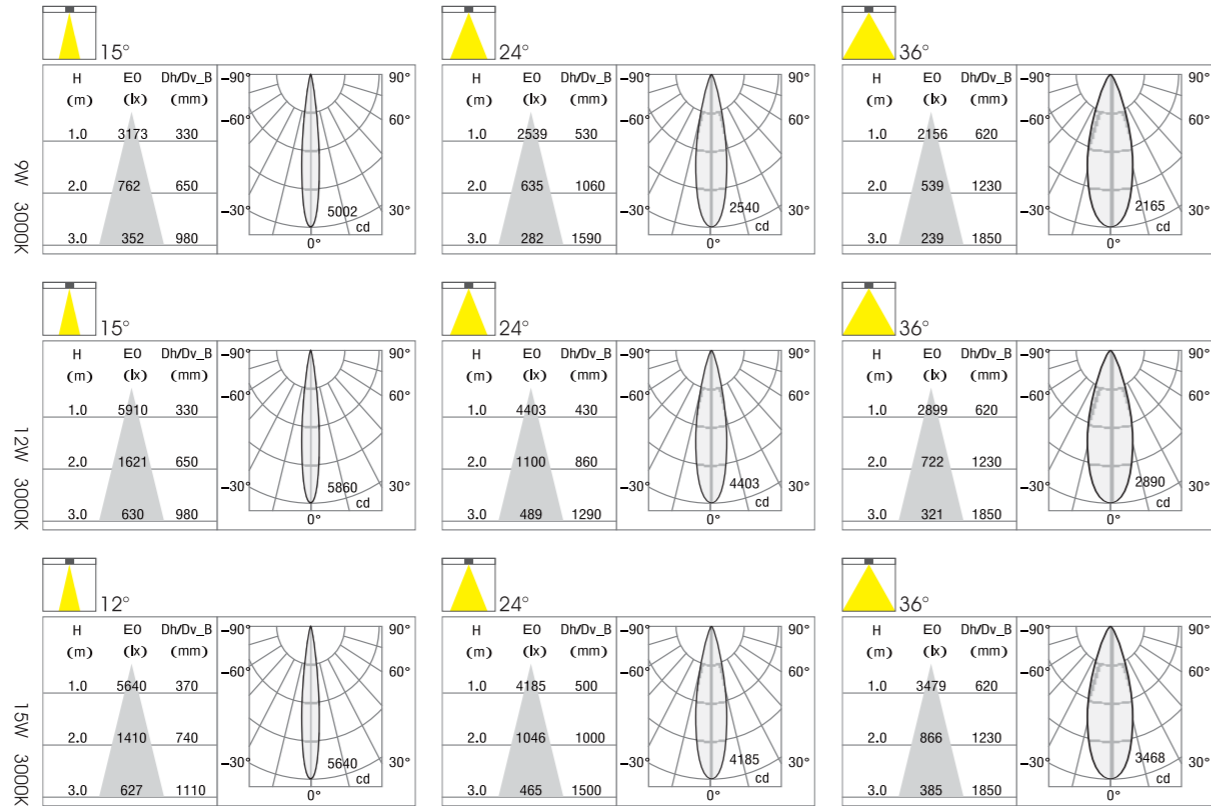 15°
24°
36°
9W 3000K
H E0 Dh/Dv_B
(m) (lx) (mm)
1.0 3173 330
2.0 762 650
3.0 352 980
-90° 90°
-60° 60°
-30° 30°
5002
cd
0°
H E0 Dh/Dv_B
(m) (lx) (mm)
1.0 2539 530
2.0 635 1060
3.0 282 1590
-90° 90°
-60° 60°
-30° 30°
2540
cd
0°
H E0 Dh/Dv_B
(m) (lx) (mm)
1.0 2156 620
2.0 539 1230
3.0 239 1850
-90° 90°
-60° 60°
-30° 30°
2165
cd
0°
15°
24°
36°
12W 3000K
H E0 Dh/Dv_B
(m) (lx) (mm)
1.0 5910 330
2.0 1621 650
3.0 630 980
-90° 90°
-60° 60°
-30° 30°
5860
cd
0°
H E0 Dh/Dv_B
(m) (lx) (mm)
1.0 4403 430
2.0 1100 860
3.0 489 1290
-90° 90°
-60° 60°
-30° 30°
4403
cd
0°
H E0 Dh/Dv_B
(m) (lx) (mm)
1.0 2899 620
2.0 722 1230
3.0 321 1850
-90° 90°
-60° 60°
-30° 30°
2890
cd
0°
12°
24°
36°
15W 3000K
H E0 Dh/Dv_B
(m) (lx) (mm)
1.0 5640 370
2.0 1410 740
3.0 627 1110
-90° 90°
-60° 60°
-30° 30°
5640
cd
0°
H E0 Dh/Dv_B
(m) (lx) (mm)
1.0 4185 500
2.0 1046 1000
3.0 465 1500
-90° 90°
-60° 60°
-30° 30°
4185
cd
0°
H E0 Dh/Dv_B
(m) (lx) (mm)
1.0 3479 620
2.0 866 1230
3.0 385 1850
-90° 90°
-60° 60°
-30° 30°
3468
cd
0°